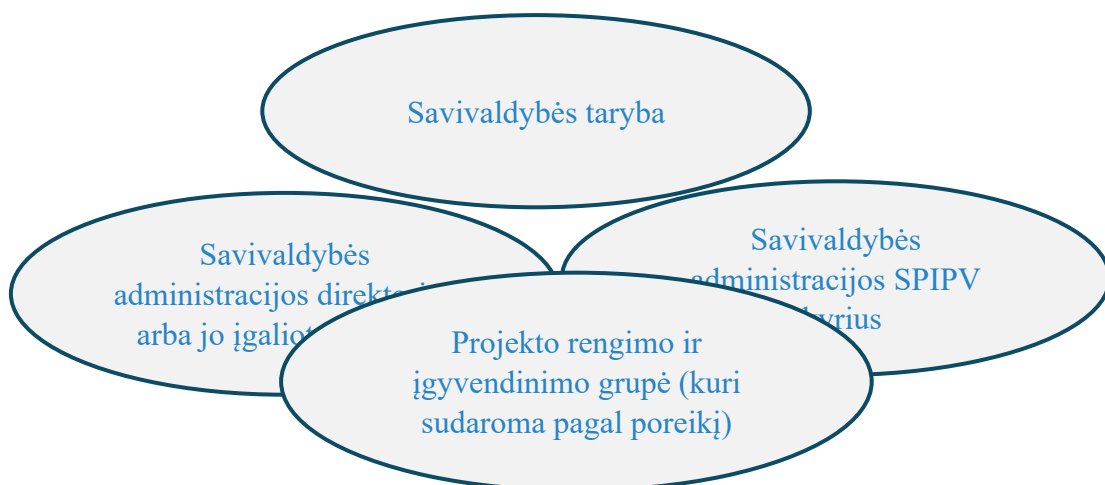 Savivaldybės taryba
Savivaldybės
administracijos
arba jo
Savivaldybės
administracijos SPIPV
Projekto rengimo ir
įgyvendinimo grupė (kuri
sudaroma pagal poreikį)